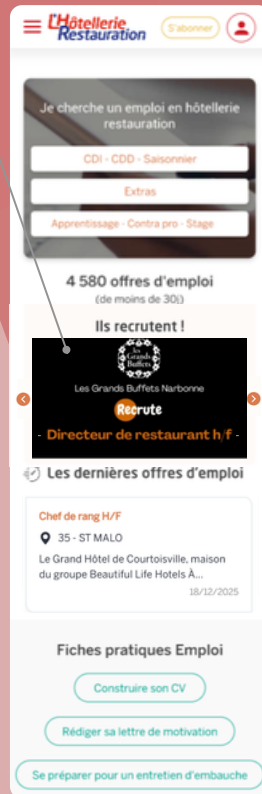 L'Hôtellerie
Restauration
S'abonner
Je cherche un emploi en hôtellerie
restauration
CDI - CDD - Saisonnier
Extras
Apprentissage - Contra pro - Stage
4 580 offres d'emploi
(de moins de 30j)
Ils recrutent !
les
Grands
Buffets
Les Grands Buffets Narbonne
Recrute
- Directeur de restaurant h/f -
Les dernières offres d'emploi
Chef de rang H/F
35 - ST MALO
Le Grand Hôtel de Courtoisville, maison
du groupe Beautiful Life Hotels À...
18/12/2025
Fiches pratiques Emploi
Construire son CV
Rédiger sa lettre de motivation
Se préparer pour un entretien d'embauche